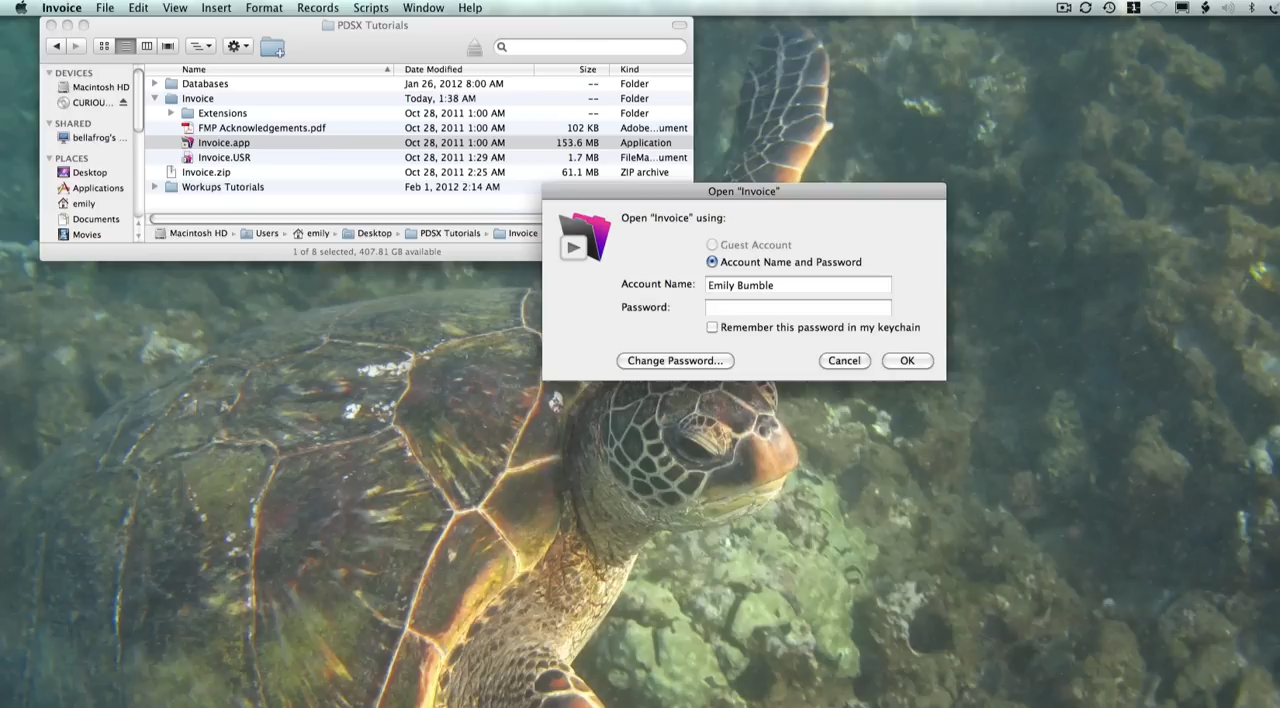 Invoice File Edit View Insert Format Records Scripts Window Help
PDSX Tutorials
Name Date Modified Size Kind
DEVICES
Macintosh HD
CURIOU...
SHARED
bellafrog's ...
PLACES
Desktop
Applications
emily
Documents
Movies
Databases Jan 26, 2012 8:00 AM -- Folder
Invoice Today, 1:38 AM -- Folder
Extensions Oct 28, 2011 1:00 AM -- Folder
FMP Acknowledgements.pdf Oct 28, 2011 1:00 AM 102 KB Adobe...ument
Invoice.app Oct 28, 2011 1:00 AM 153.6 MB Application
Invoice.USR Oct 28, 2011 1:29 AM 1.7 MB FileMa...ument
Invoice.zip Oct 28, 2011 2:25 AM 61.1 MB ZIP archive
Workups Tutorials Feb 1, 2012 2:14 AM
Macintosh HD Users emily Desktop PDSX Tutorials Invoice
1 of 8 selected, 407.81 GB available
Open “Invoice”
Open “Invoice” using:
Guest Account
Account Name and Password
Account Name: Emily Bumble
Password:
Remember this password in my keychain
Change Password... Cancel OK